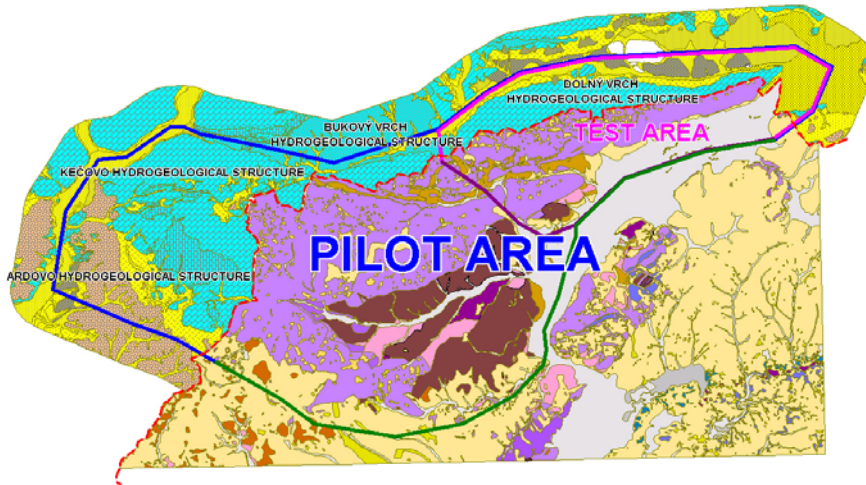 DOLNÝ VRCH
HYDROGEOLOGICAL STRUCTURE
BUKOVÝ VRCH
HYDROGEOLOGICAL STRUCTURE
TEST AREA
KEČOVO HYDROGEOLOGICAL STRUCTURE
PILOT AREA
ARDOVO HYDROGEOLOGICAL STRUCTURE